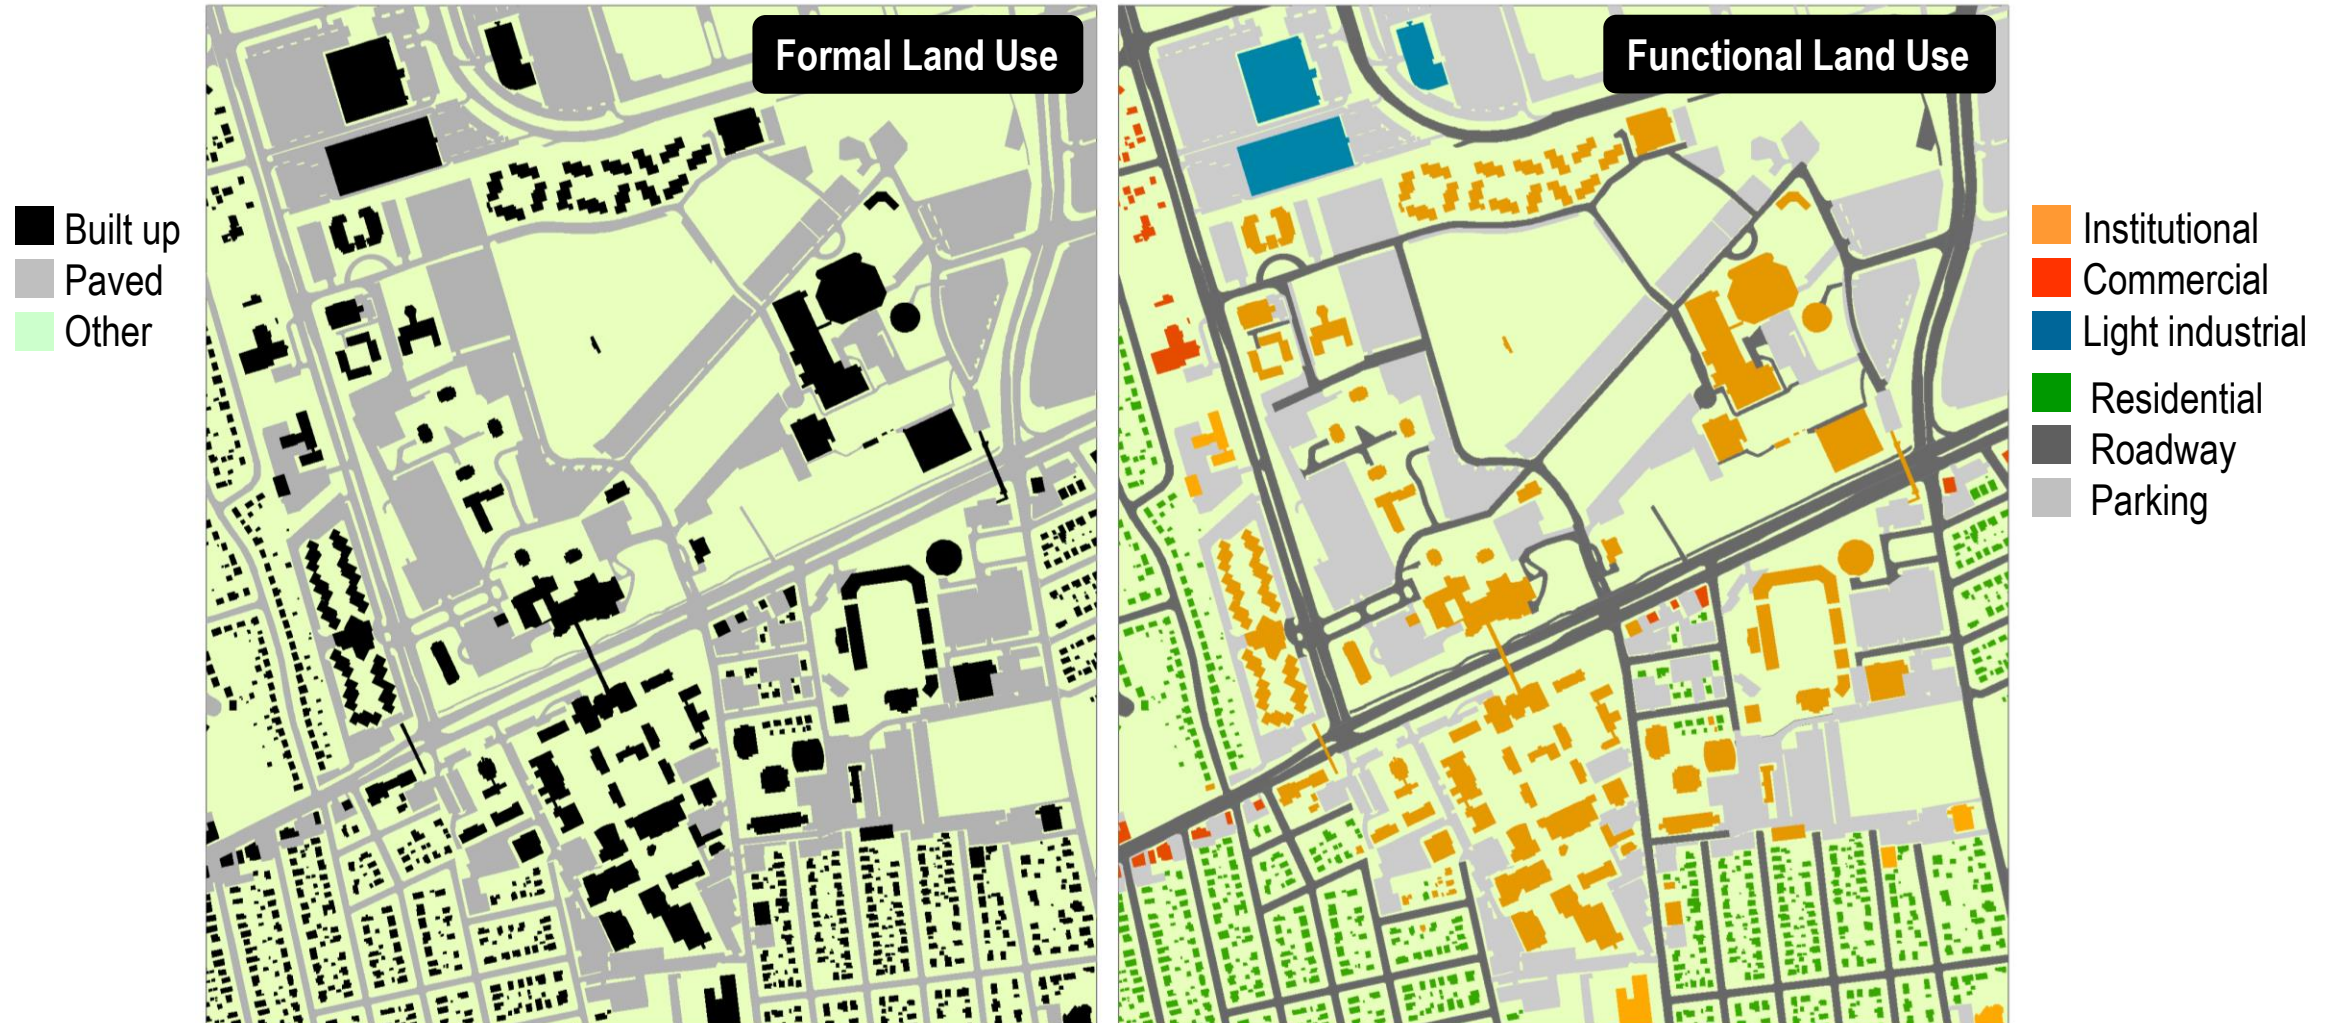 Formal Land Use
Functional Land Use
Built up
Paved
Other
Institutional
Commercial
Light industrial
Residential
Roadway
Parking